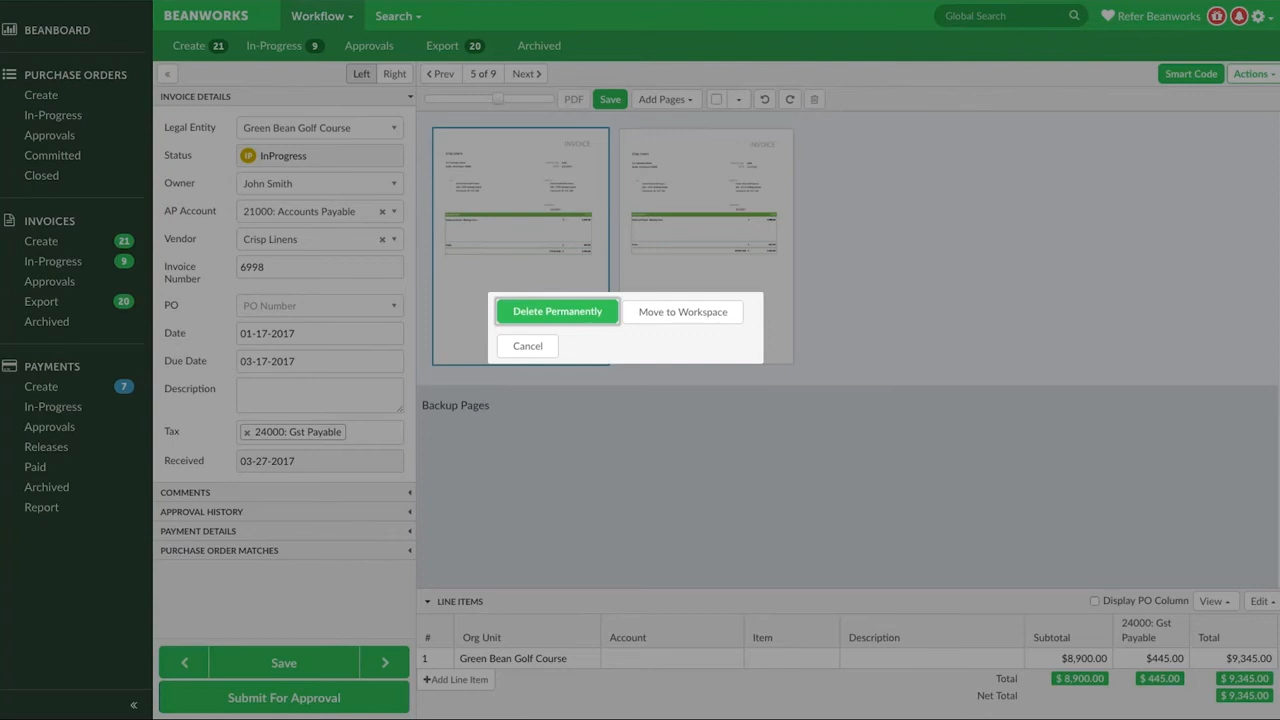 BEANBOARD
PURCHASE ORDERS
Create
In-Progress
Approvals
Committed
Closed
INVOICES
Create 21
In-Progress 9
Approvals
Export 20
Archived
PAYMENTS
Create 7
In-Progress
Approvals
Releases
Paid
Archived
Report
«
BEANWORKS Workflow Search Global Search Refer Beanworks
Create 21 In-Progress 9 Approvals Export 20 Archived
« Left Right Prev 5 of 9 Next Smart Code Actions
INVOICE DETAILS
Legal Entity Green Bean Golf Course
Status IP InProgress
Owner John Smith
AP Account 21000: Accounts Payable
Vendor Crisp Linens
Invoice Number 6998
PO PO Number
Date 01-17-2017
Due Date 03-17-2017
Description
Tax × 24000: Gst Payable
Received 03-27-2017
COMMENTS
APPROVAL HISTORY
PAYMENT DETAILS
PURCHASE ORDER MATCHES
Save
Submit For Approval
PDF Save Add Pages
INVOICE INVOICE
Delete Permanently Move to Workspace
Cancel
Backup Pages
LINE ITEMS Display PO Column View Edit
# Org Unit Account Item Description Subtotal 24000: Gst Payable Total
1 Green Bean Golf Course $8,900.00 $445.00 $9,345.00
+Add Line Item Total $ 8,900.00 $ 445.00 $ 9,345.00
Net Total $ 9,345.00